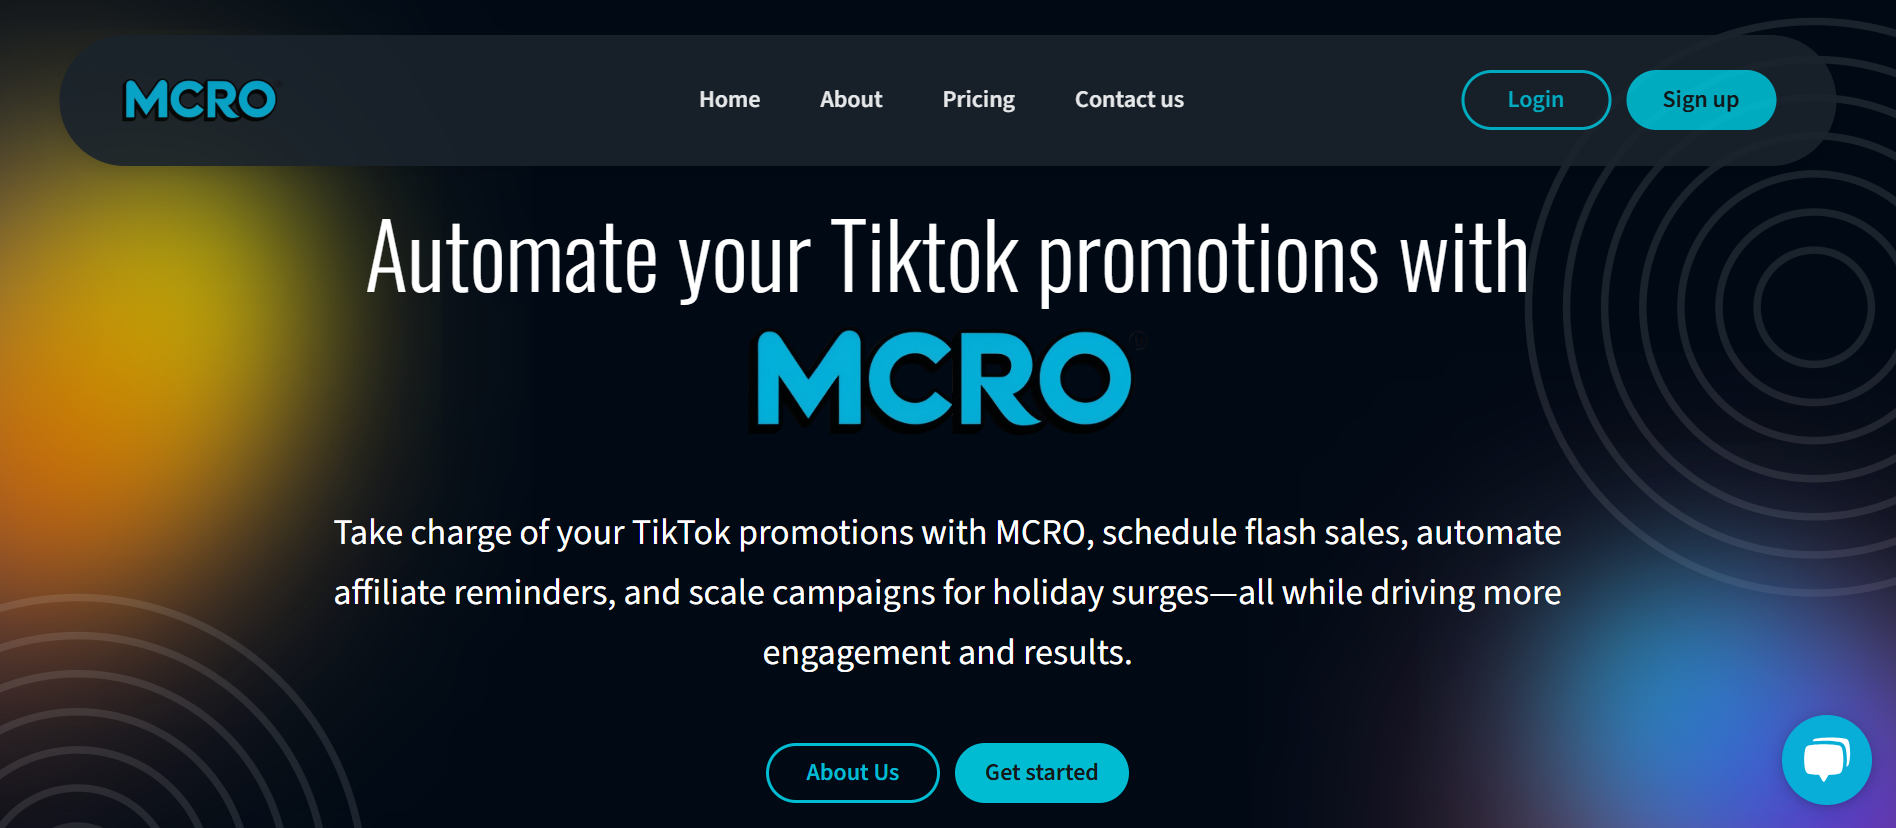 MCRO
Home
About
Pricing
Contact us
Login
Sign up
Automate your Tiktok promotions with
MCRO
Take charge of your TikTok promotions with MCRO, schedule flash sales, automate
affiliate reminders, and scale campaigns for holiday surges—all while driving more
engagement and results.
About Us
Get started